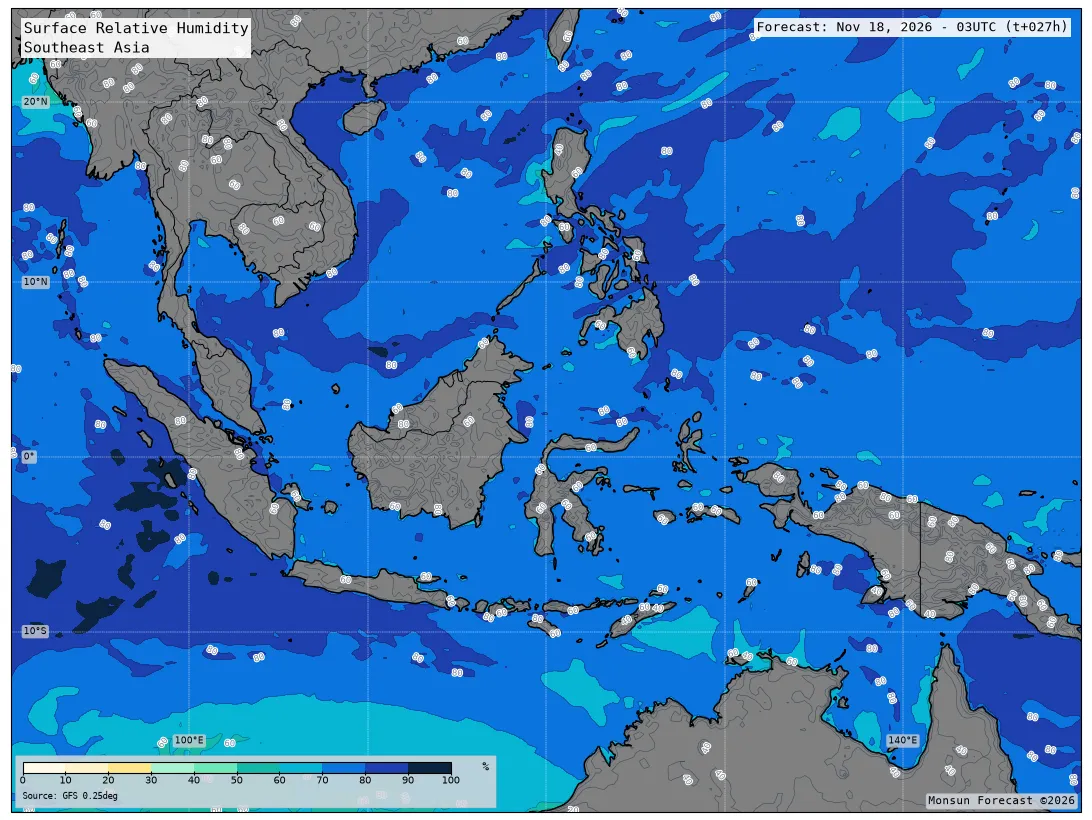 Surface Relative Humidity
Southeast Asia
Forecast: Nov 18, 2026 - 03UTC (t+027h)
20°N
10°N
0°
10°S
100°E
140°E
0 10 20 30 40 50 60 70 80 90 100
%
Source: GFS 0.25deg
Monsun Forecast ©2026